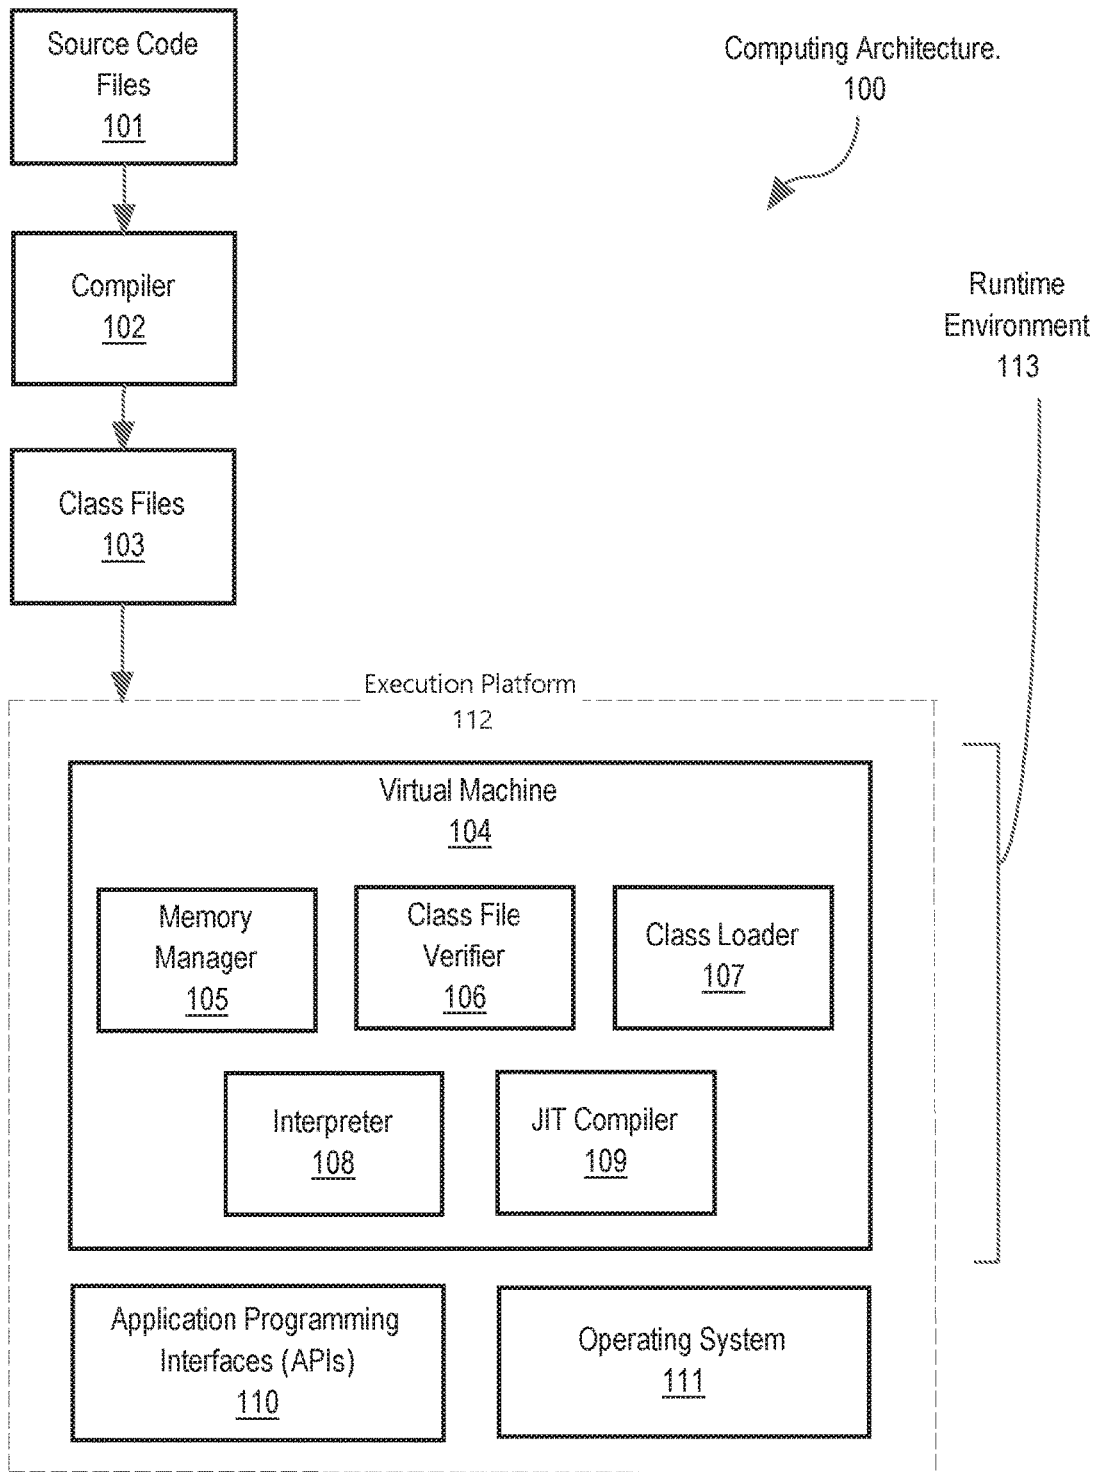 Source Code
Files
101
Computing Architecture.
100
Compiler
102
Runtime
Environment
113
Class Files
103
Execution Platform
112
Virtual Machine
104
Memory
Manager
105
Class File
Verifier
106
Class Loader
107
Interpreter
108
JIT Compiler
109
Application Programming
Interfaces (APIs)
110
Operating System
111